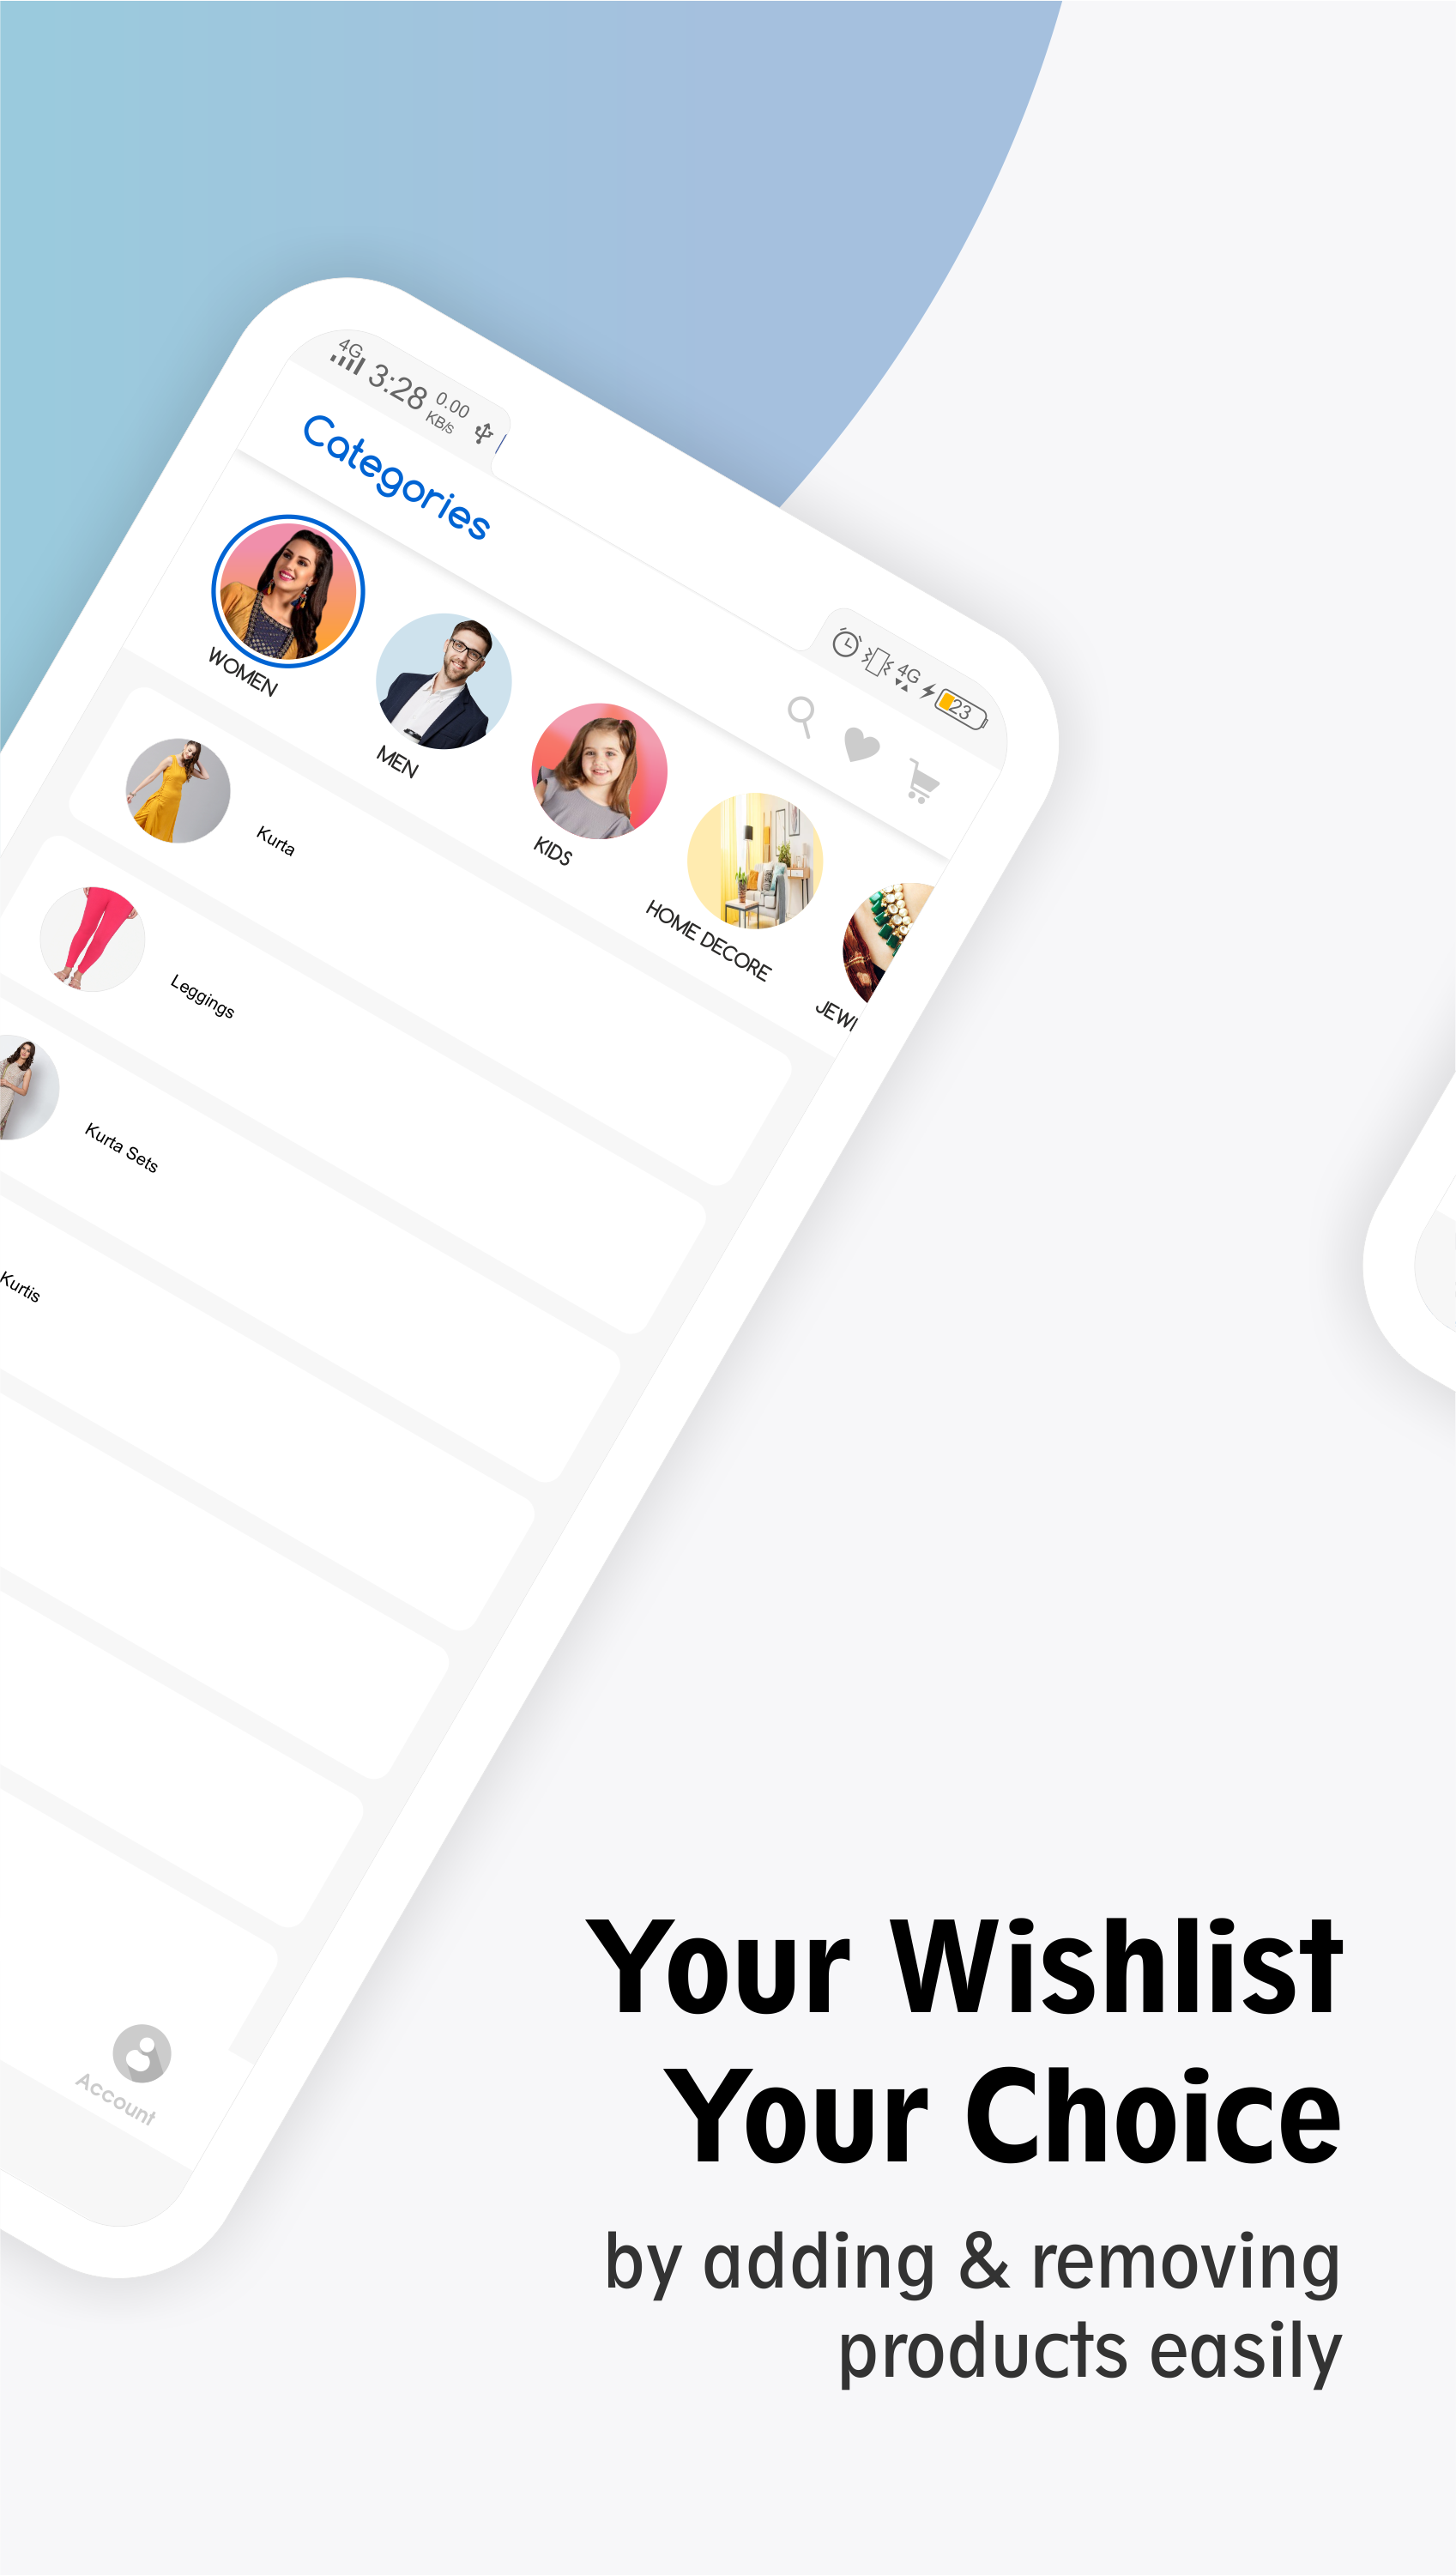 4G
3:28
0.00
KB/s
4G
23
Categories
WOMEN
MEN
KIDS
HOME DECORE
JEW
Kurta
Leggings
Kurta Sets
Kurtis
Account
Your Wishlist
Your Choice
by adding & removing
products easily